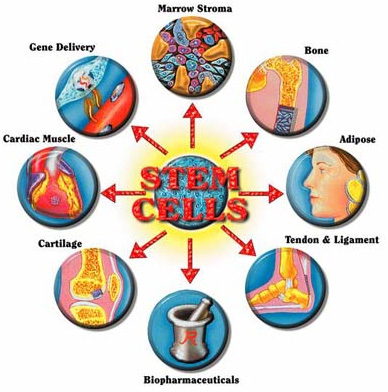 Marrow Stroma
Gene Delivery
Bone
Cardiac Muscle
Adipose
STEM
CELLS
Cartilage
Tendon & Ligament
Biopharmaceuticals